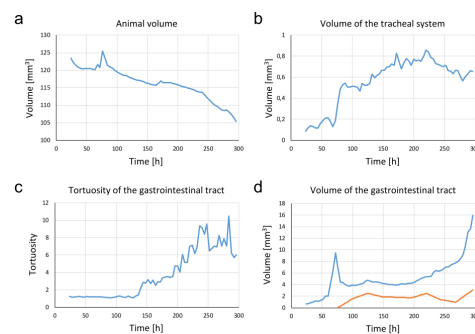 a
Animal volume
130
125
120
115
110
105
100
Volume [mm³]
0 50 100 150 200 250 300
Time [h]
b
Volume of the tracheal system
1
0,8
0,6
0,4
0,2
0
Volume [mm³]
0 50 100 150 200 250 300
Time [h]
c
Tortuosity of the gastrointestinal tract
12
10
8
6
4
2
0
Tortuosity
0 50 100 150 200 250 300
Time [h]
d
Volume of the gastrointestinal tract
18
16
14
12
10
8
6
4
2
0
Volume [mm³]
0 50 100 150 200 250 300
Time [h]